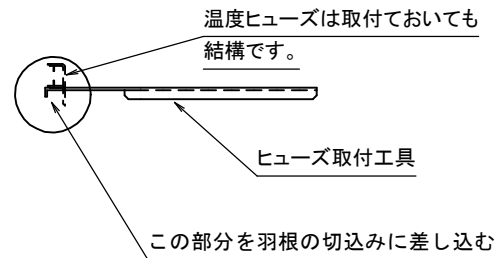 温度ヒューズは取付ておいても
結構です。
ヒューズ取付工具
この部分を羽根の切込みに差し込む